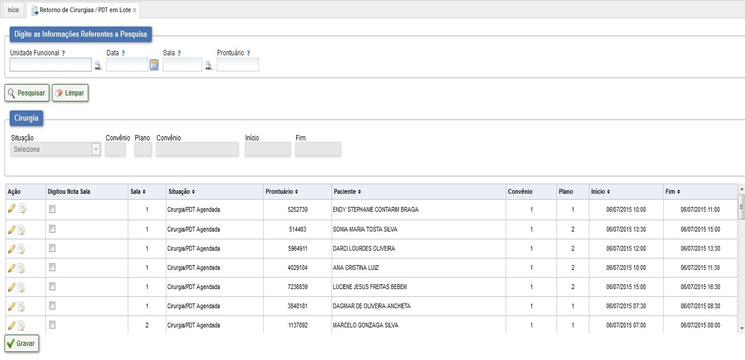 Início Retorno de Cirurgias / PDT em Lote x
Digite as Informações Referentes a Pesquisa
Unidade Funcional ? Data ? Sala ? Prontuário ?
Pesquisar Limpar
Cirurgia
Situação Convênio Plano Convênio Início Fim
Selecione
Ação Digitou Nota Sala Sala Situação Prontuário Paciente Convênio Plano Início Fim
1 Cirurgia/PDT Agendada 5252739 ENDY STEPHANE CONTARIM BRAGA 1 1 06/07/2015 10:00 06/07/2015 11:00
1 Cirurgia/PDT Agendada 514463 SONIA MARIA TOSTA SILVA 1 2 06/07/2015 13:30 06/07/2015 15:00
1 Cirurgia/PDT Agendada 5964911 DARCI LOURDES OLIVEIRA 1 2 06/07/2015 12:00 06/07/2015 13:30
1 Cirurgia/PDT Agendada 4029104 ANA CRISTINA LUIZ 1 2 06/07/2015 10:00 06/07/2015 11:30
1 Cirurgia/PDT Agendada 7236839 LUCIENE JESUS FREITAS BEBEM 1 2 06/07/2015 15:00 06/07/2015 16:30
1 Cirurgia/PDT Agendada 3848181 DAGMAR DE OLIVEIRA ANCHETA 1 1 06/07/2015 07:30 06/07/2015 08:30
2 Cirurgia/PDT Agendada 1137892 MARCELO GONZAGA SILVA 1 1 06/07/2015 07:00 06/07/2015 08:00
Gravar